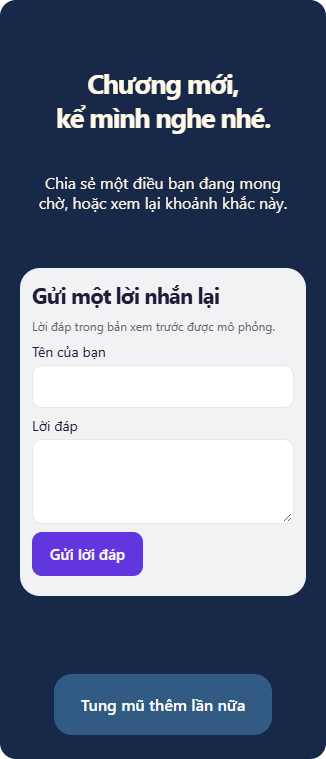 Chương mới,
kể mình nghe nhé.
Chia sẻ một điều bạn đang mong
chờ, hoặc xem lại khoảnh khắc này.
Gửi một lời nhắn lại
Lời đáp trong bản xem trước được mô phỏng.
Tên của bạn
Lời đáp
Gửi lời đáp
Tung mũ thêm lần nữa